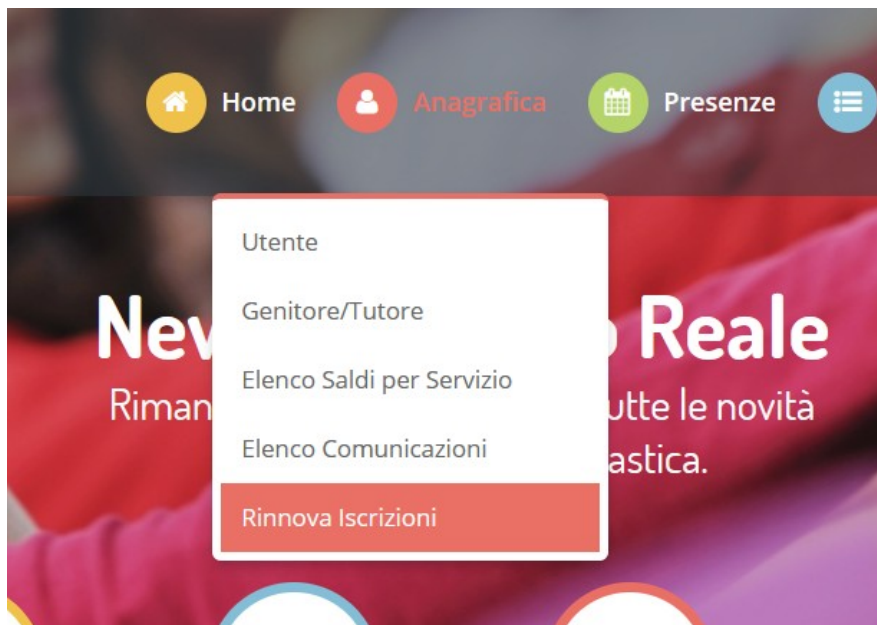 Home Anagrafica Presenze
Utente
Genitore/Tutore
Elenco Saldi per Servizio
Elenco Comunicazioni
Rinnova Iscrizioni
Reale
utte le novità
astica.